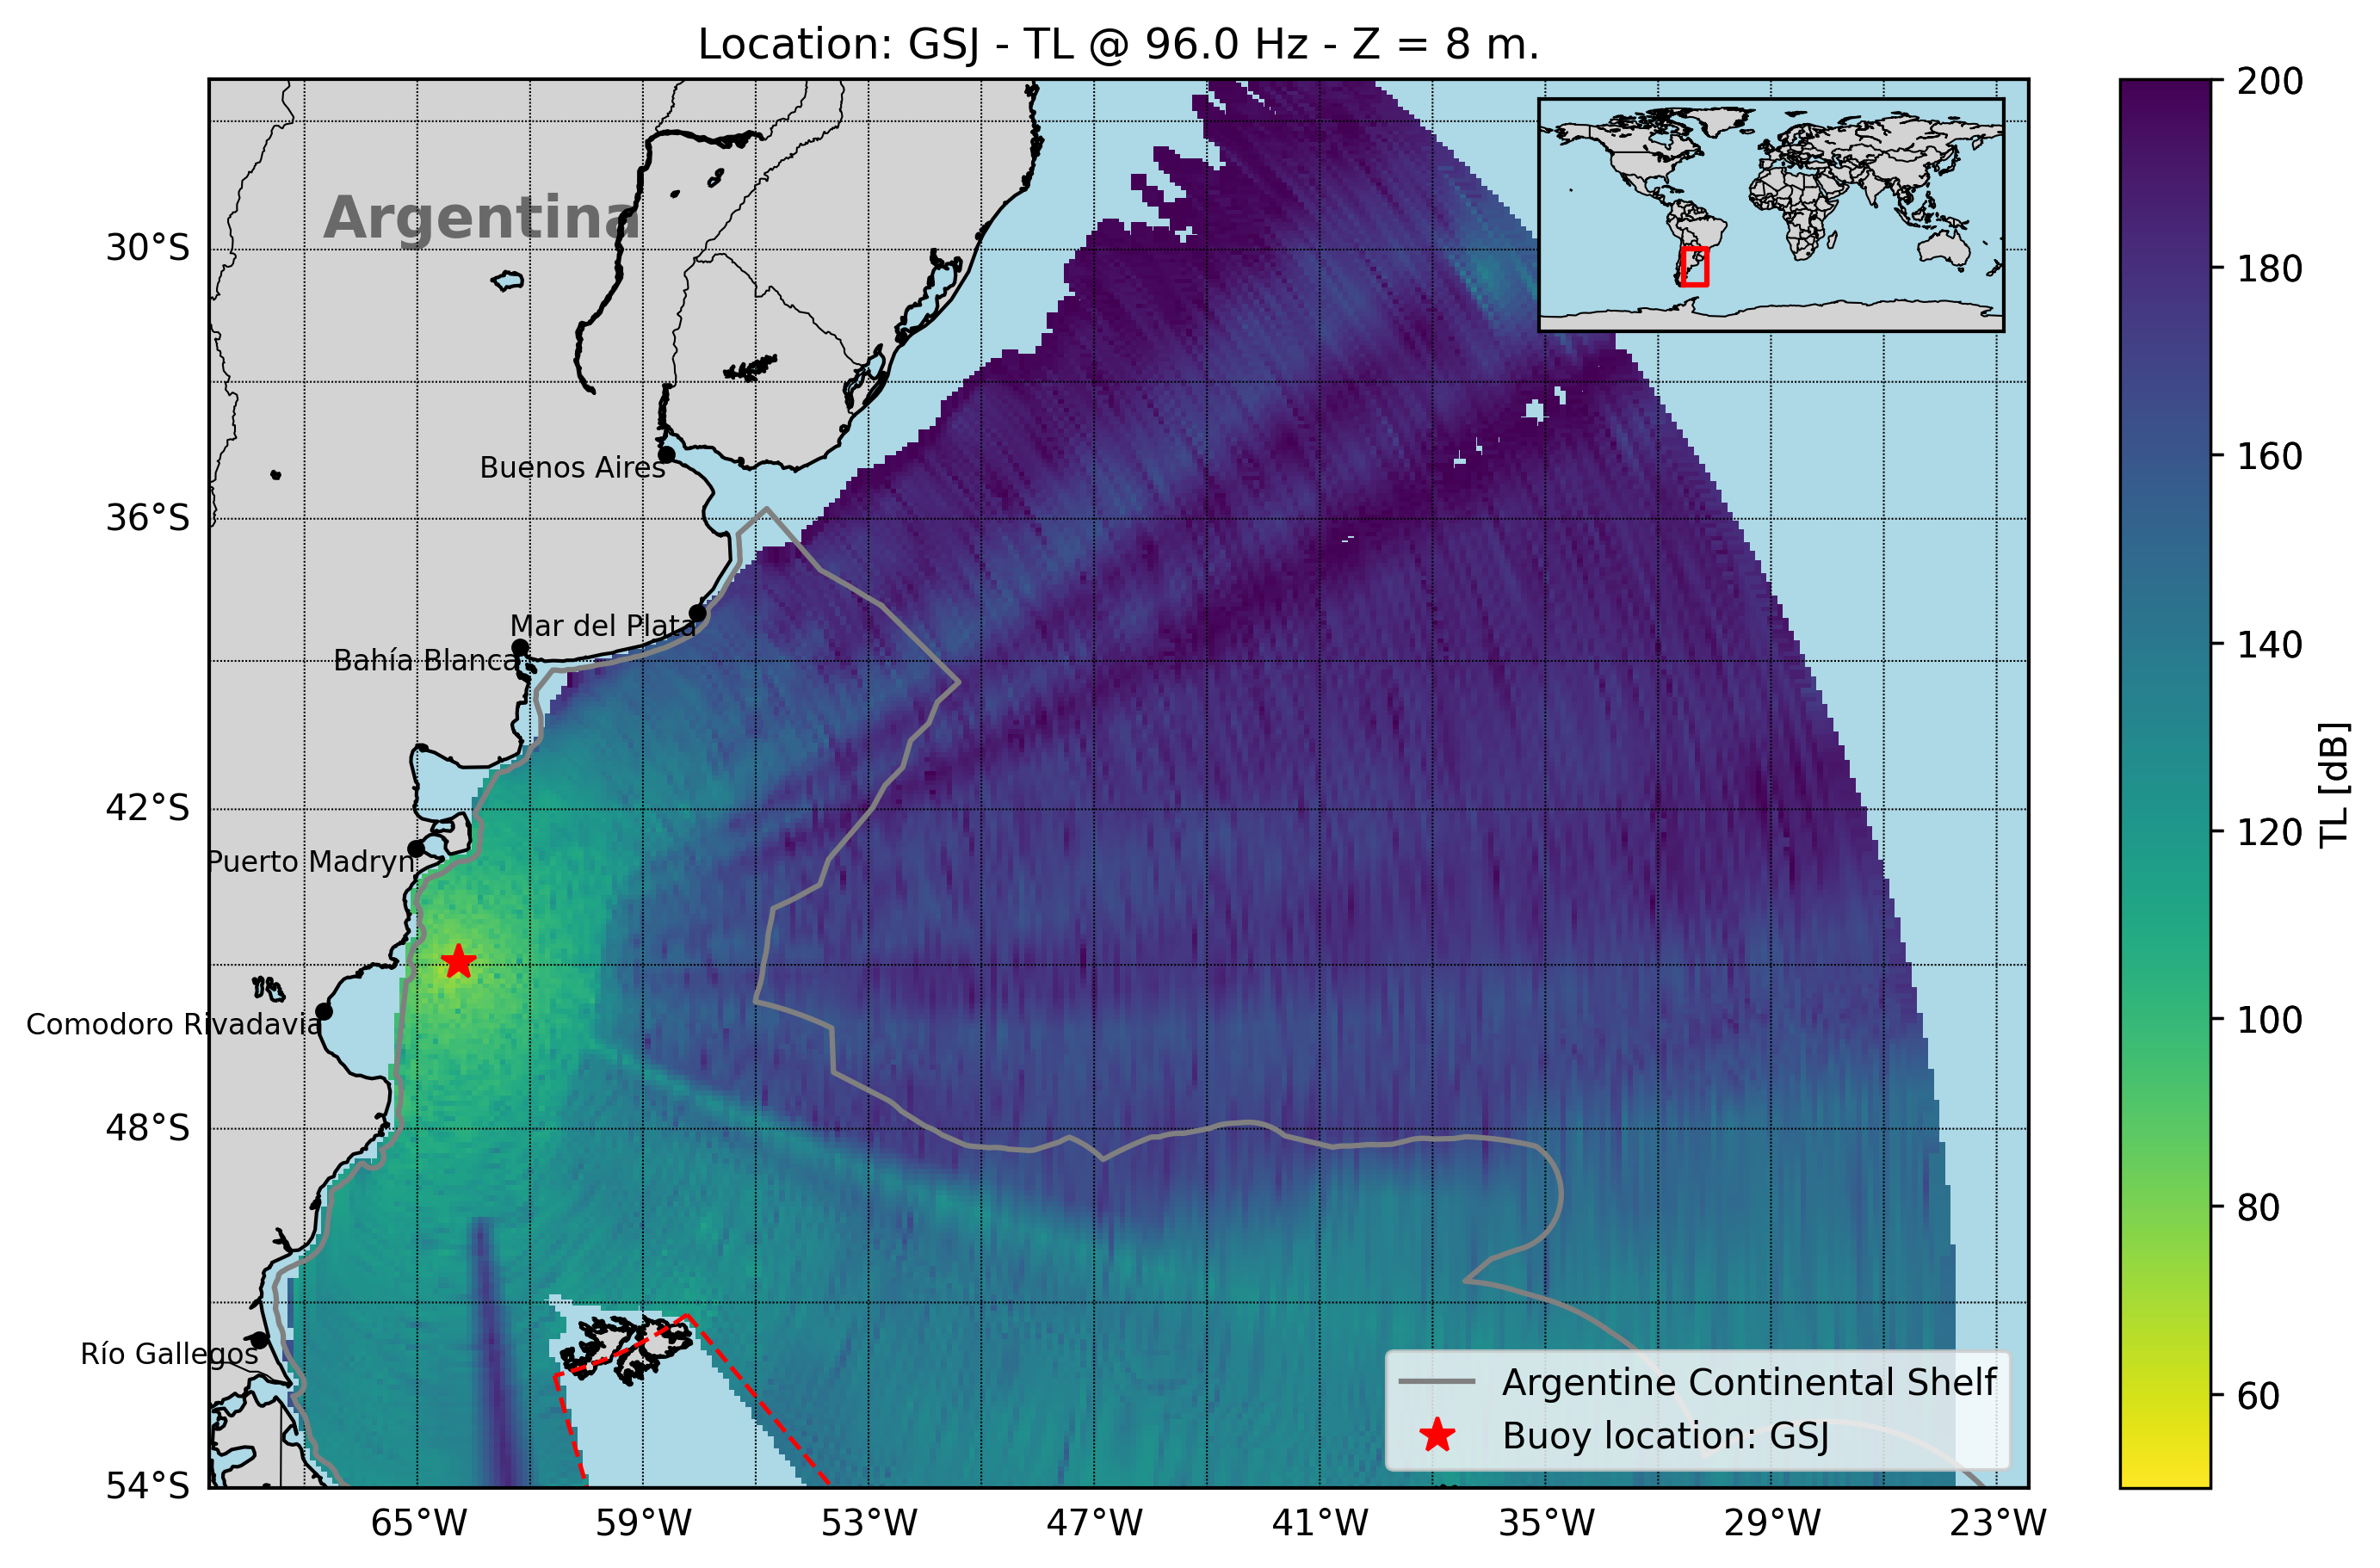 Location: GSJ - TL @ 96.0 Hz - Z = 8 m.
Argentina
30°S
Buenos Aires
36°S
Mar del Plata
Bahía Blanca
42°S
Puerto Madryn
Comodoro Rivadavia
48°S
Río Gallegos
54°S
65°W
59°W
53°W
47°W
41°W
35°W
29°W
23°W
Argentine Continental Shelf
Buoy location: GSJ
200
180
160
140
120
100
80
60
TL [dB]